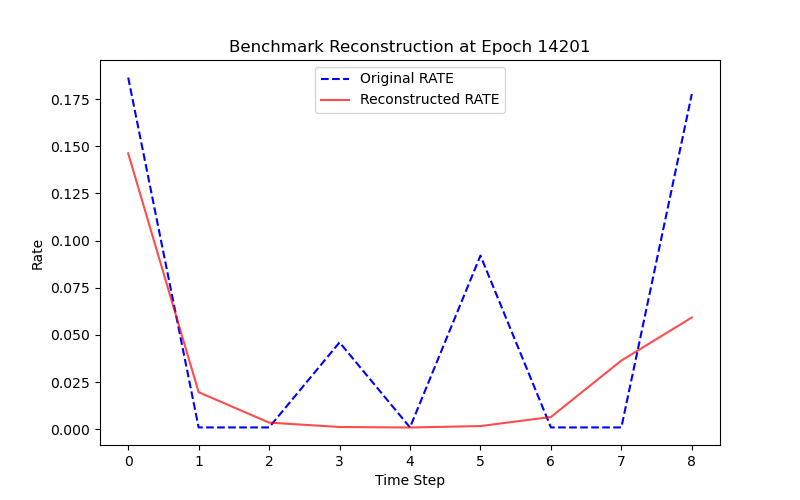 Benchmark Reconstruction at Epoch 14201
Original RATE
Reconstructed RATE
0.175
0.150
0.125
0.100
0.075
0.050
0.025
0.000
Rate
0 1 2 3 4 5 6 7 8
Time Step